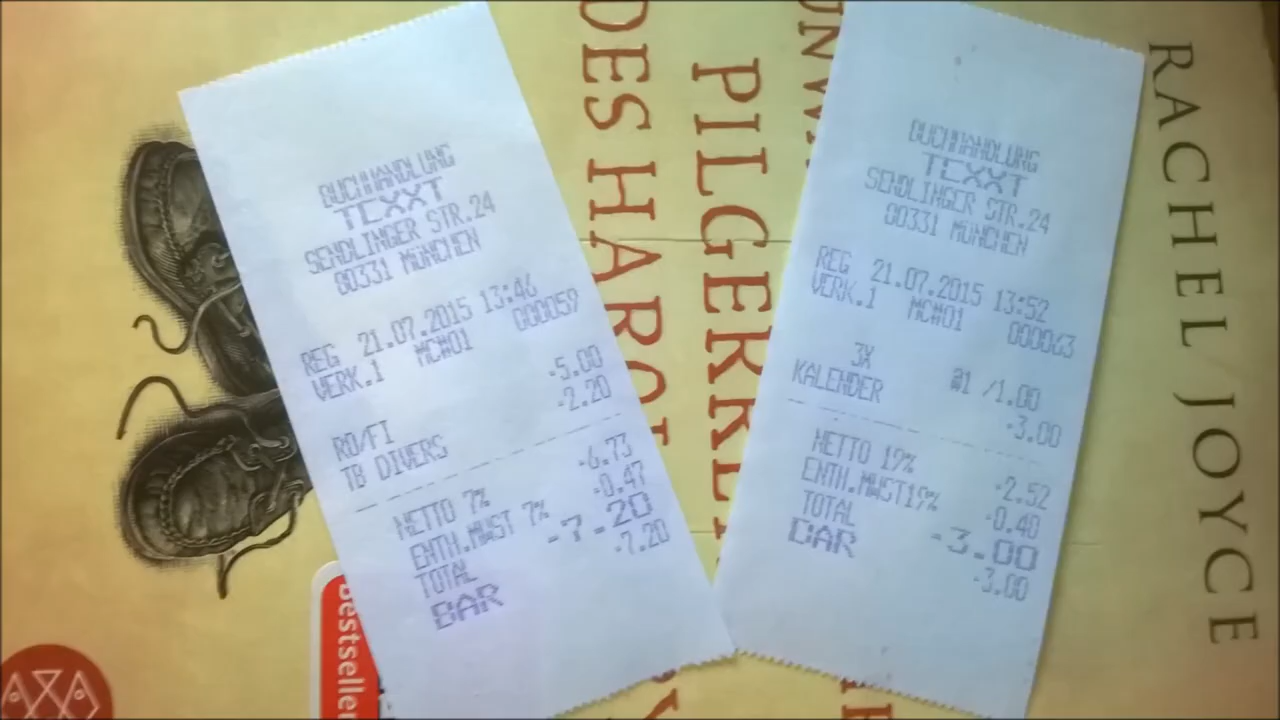 BUCHHANDLUNG
TEXXT
SENDLINGER STR.24
80331 MÜNCHEN
REG 21.07.2015 13:46
VERK.1 MC#01 000059
RO/FI -5.00
TB DIVERS -2.20
NETTO 7% -6.73
ENTH.MWST 7% -0.47
TOTAL -7.20
BAR -7.20
BUCHHANDLUNG
TEXXT
SENDLINGER STR.24
80331 MÜNCHEN
REG 21.07.2015 13:52
VERK.1 MC#01 000063
3X @1 /1.00
KALENDER -3.00
NETTO 19% -2.52
ENTH.MWST19% -0.48
TOTAL -3.00
BAR -3.00
RACHEL JOYCE
PILGER
DES HAROL
Bestseller